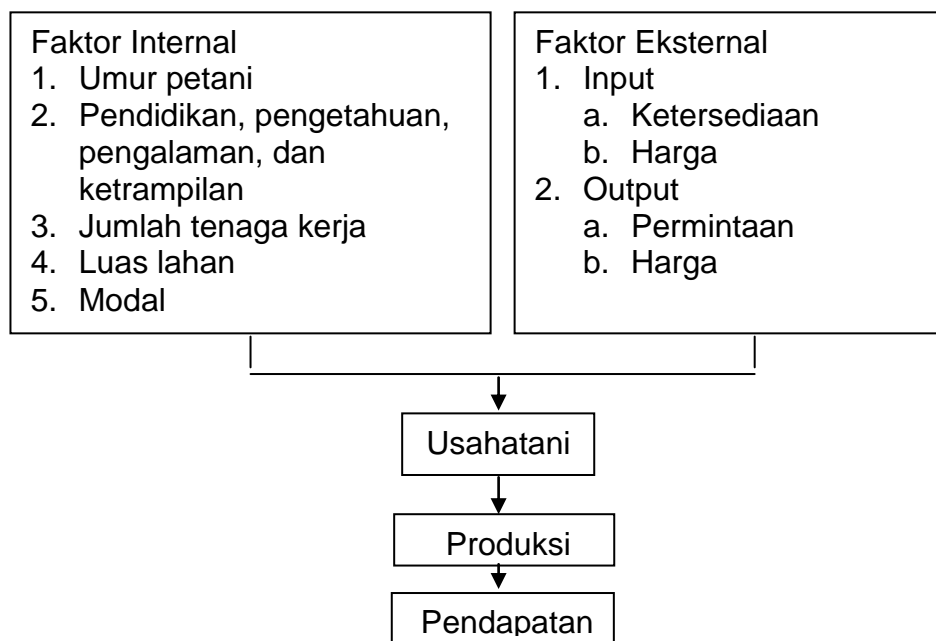 Faktor Internal
1. Umur petani
2. Pendidikan, pengetahuan,
pengalaman, dan
ketrampilan
3. Jumlah tenaga kerja
4. Luas lahan
5. Modal
Faktor Eksternal
1. Input
a. Ketersediaan
b. Harga
2. Output
a. Permintaan
b. Harga
Usahatani
Produksi
Pendapatan